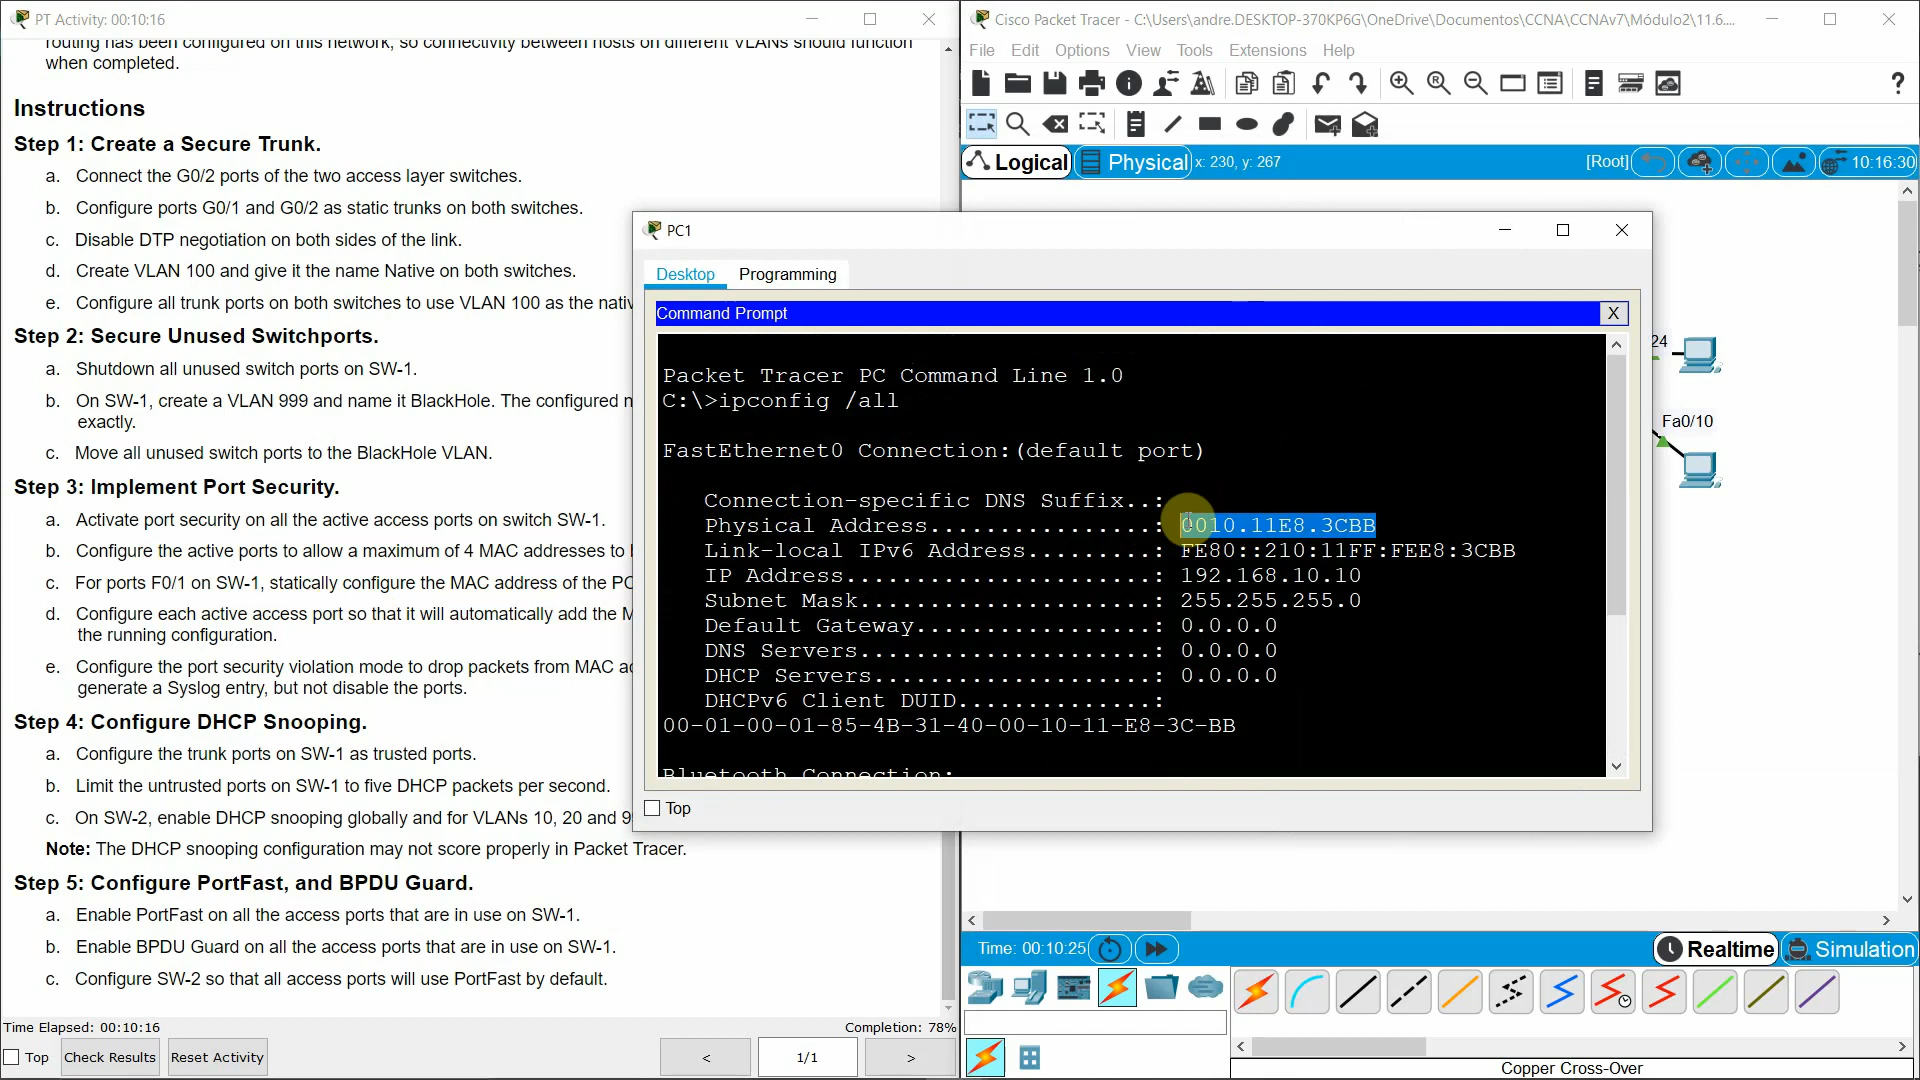 PT Activity: 00:10:16
routing has been configured on this network, so connectivity between hosts on different VLANs should function
when completed.
Instructions
Step 1: Create a Secure Trunk.
a. Connect the G0/2 ports of the two access layer switches.
b. Configure ports G0/1 and G0/2 as static trunks on both switches.
c. Disable DTP negotiation on both sides of the link.
d. Create VLAN 100 and give it the name Native on both switches.
e. Configure all trunk ports on both switches to use VLAN 100 as the nativ
Step 2: Secure Unused Switchports.
a. Shutdown all unused switch ports on SW-1.
b. On SW-1, create a VLAN 999 and name it BlackHole. The configured n
exactly.
c. Move all unused switch ports to the BlackHole VLAN.
Step 3: Implement Port Security.
a. Activate port security on all the active access ports on switch SW-1.
b. Configure the active ports to allow a maximum of 4 MAC addresses to b
c. For ports F0/1 on SW-1, statically configure the MAC address of the PC
d. Configure each active access port so that it will automatically add the M
the running configuration.
e. Configure the port security violation mode to drop packets from MAC ad
generate a Syslog entry, but not disable the ports.
Step 4: Configure DHCP Snooping.
a. Configure the trunk ports on SW-1 as trusted ports.
b. Limit the untrusted ports on SW-1 to five DHCP packets per second.
c. On SW-2, enable DHCP snooping globally and for VLANs 10, 20 and 9
Note: The DHCP snooping configuration may not score properly in Packet Tracer.
Step 5: Configure PortFast, and BPDU Guard.
a. Enable PortFast on all the access ports that are in use on SW-1.
b. Enable BPDU Guard on all the access ports that are in use on SW-1.
c. Configure SW-2 so that all access ports will use PortFast by default.
Time Elapsed: 00:10:16 Completion: 78%
Top Check Results Reset Activity < 1/1 >
Cisco Packet Tracer - C:\Users\andre.DESKTOP-370KP6G\OneDrive\Documentos\CCNA\CCNAv7\Módulo2\11.6....
File Edit Options View Tools Extensions Help
Logical Physical x: 230, y: 267 [Root] 10:16:30
PC1
Desktop Programming
Command Prompt X
Packet Tracer PC Command Line 1.0
C:\>ipconfig /all
FastEthernet0 Connection:(default port)
Connection-specific DNS Suffix..:
Physical Address................: 0010.11E8.3CBB
Link-local IPv6 Address.........: FE80::210:11FF:FEE8:3CBB
IP Address......................: 192.168.10.10
Subnet Mask.....................: 255.255.255.0
Default Gateway.................: 0.0.0.0
DNS Servers.....................: 0.0.0.0
DHCP Servers....................: 0.0.0.0
DHCPv6 Client DUID..............:
00-01-00-01-85-4B-31-40-00-10-11-E8-3C-BB
Bluetooth Connection:
Top
24
Fa0/10
Time: 00:10:25 Realtime Simulation
Copper Cross-Over